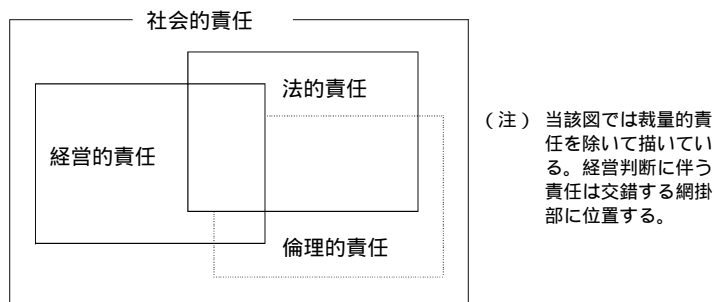 社会的責任
法的責任
経営的責任
倫理的責任
（注） 当該図では裁量的責
任を除いて描いてい
る。経営判断に伴う
責任は交錯する網掛
部に位置する。